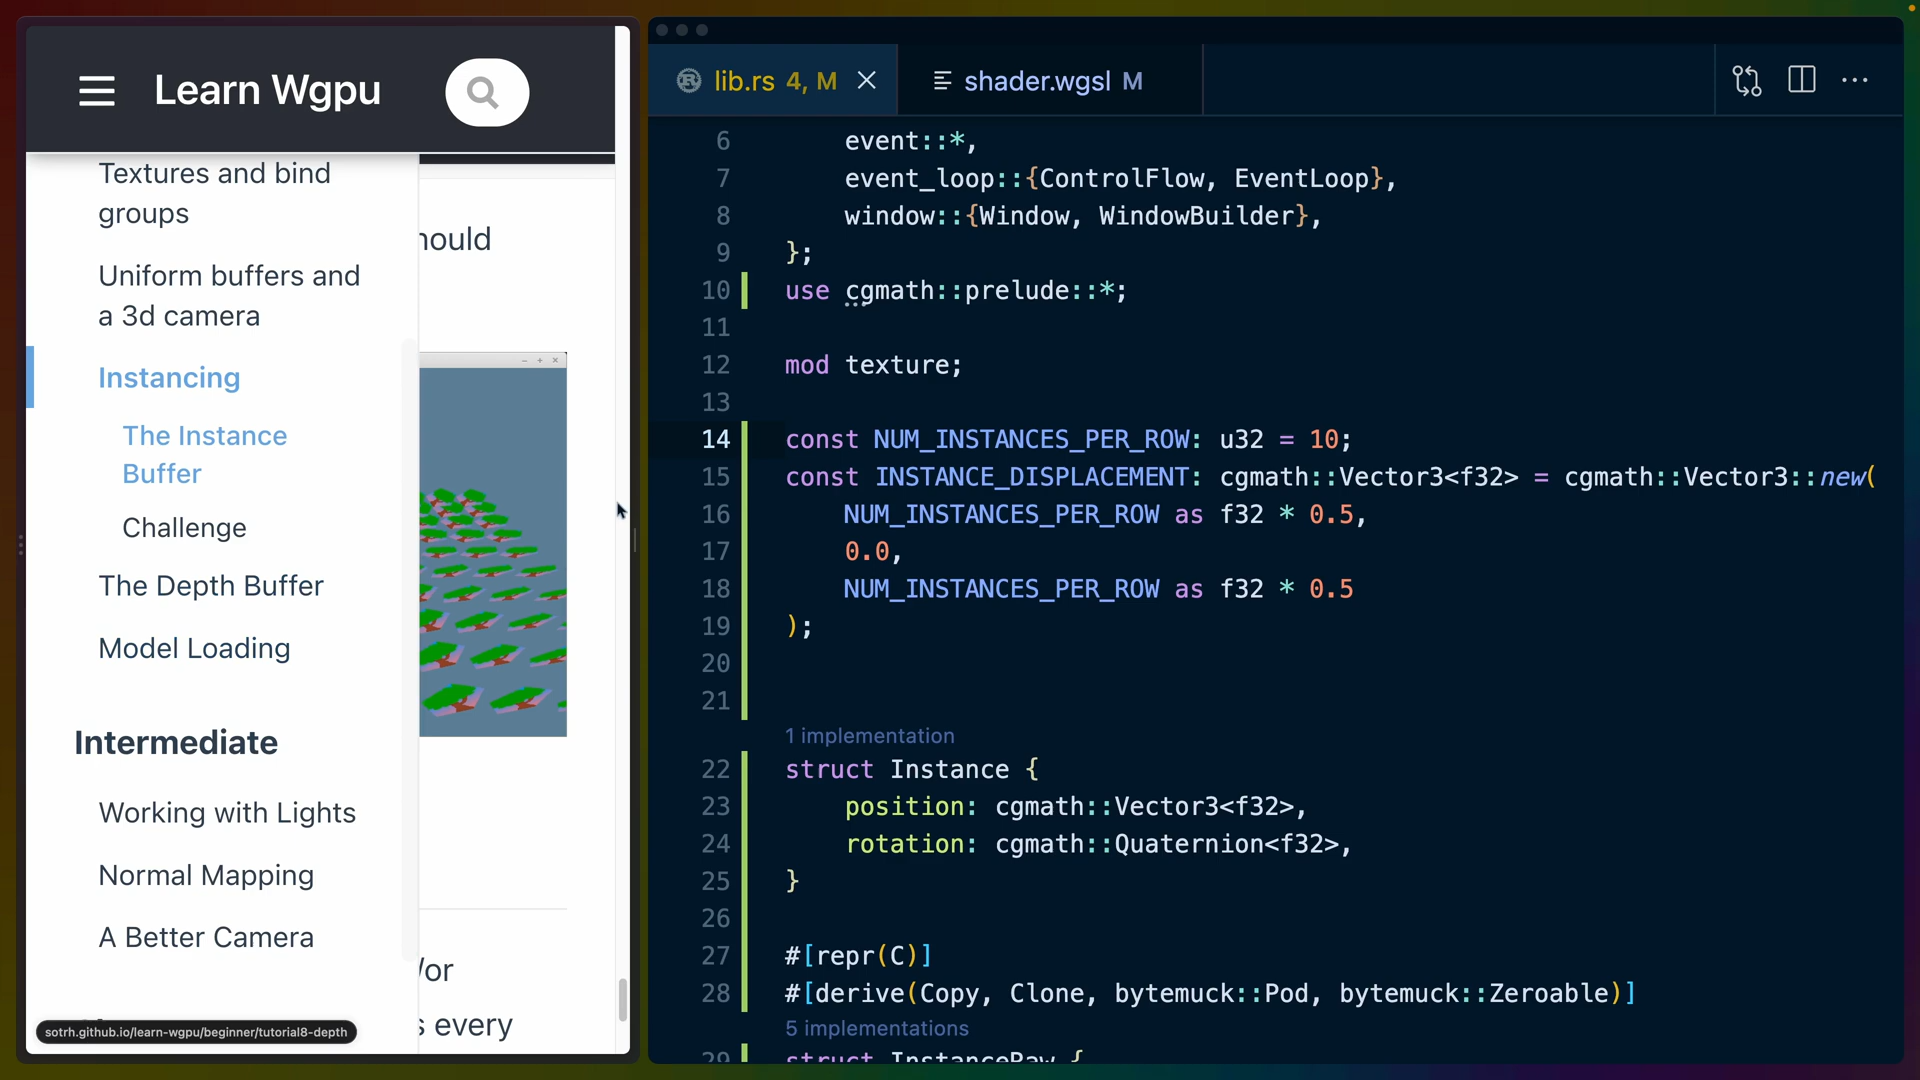 Learn Wgpu
Textures and bind
groups
Uniform buffers and
a 3d camera
Instancing
The Instance
Buffer
Challenge
The Depth Buffer
Model Loading
Intermediate
Working with Lights
Normal Mapping
A Better Camera
sotrh.github.io/learn-wgpu/beginner/tutorial8-depth
every
lib.rs 4, M
shader.wgsl M
6 event::*,
7 event_loop::{ControlFlow, EventLoop},
8 window::{Window, WindowBuilder},
9 };
10 use cgmath::prelude::*;
11
12 mod texture;
13
14 const NUM_INSTANCES_PER_ROW: u32 = 10;
15 const INSTANCE_DISPLACEMENT: cgmath::Vector3<f32> = cgmath::Vector3::new(
16 NUM_INSTANCES_PER_ROW as f32 * 0.5,
17 0.0,
18 NUM_INSTANCES_PER_ROW as f32 * 0.5
19 );
20
21
1 implementation
22 struct Instance {
23 position: cgmath::Vector3<f32>,
24 rotation: cgmath::Quaternion<f32>,
25 }
26
27 #[repr(C)]
28 #[derive(Copy, Clone, bytemuck::Pod, bytemuck::Zeroable)]
5 implementations
29 struct InstanceRaw {